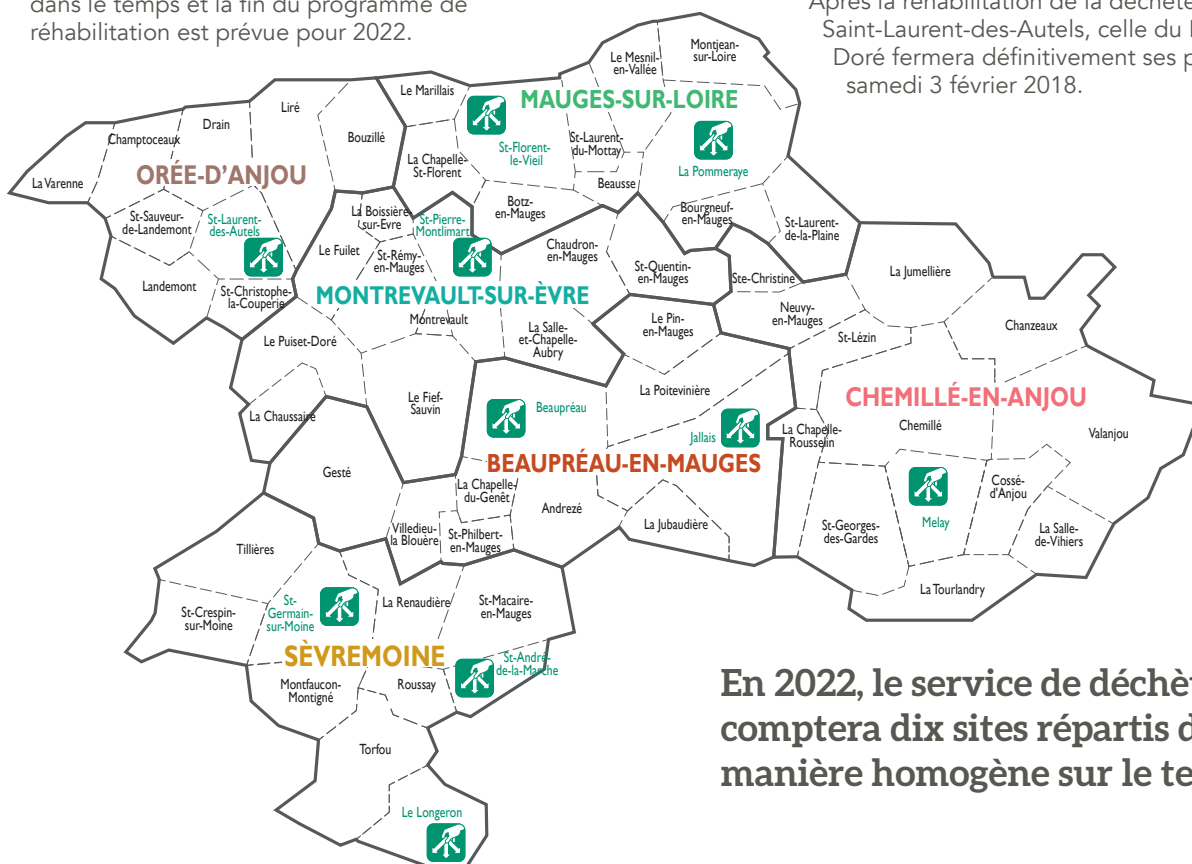 dans le temps et la fin du programme de
réhabilitation est prévue pour 2022.
Après la réhabilitation de la
Saint-Laurent-des-Autels, celle du
Doré fermera définitivement ses
samedi 3 février 2018.
Le Mesnil-
en-Vallée
Montjean-
sur-Loire
Le Marillais
MAUGES-SUR-LOIRE
Liré
Drain
Champtoceaux
Bouzillé
St-Florent-
le-Vieil
St-Laurent-
du-Mottay
La Pommeraye
La Chapelle-
St-Florent
Beausse
ORÉE-D'ANJOU
La Varenne
Botz-
en-Mauges
Bourgneuf-
en-Mauges
St-Laurent-
de-la-Plaine
St-Sauveur-
de-Landemont
St-Laurent-
des-Autels
La Boissière-
sur-Evre
St-Pierre-
Montlimart
Le Fuilet
St-Rémy-
en-Mauges
Chaudron-
en-Mauges
St-Quentin-
en-Mauges
Ste-Christine
La Jumellière
Landemont
St-Christophe-
la-Couperie
MONTREVAULT-SUR-ÈVRE
Montrevault
Le Pin-
en-Mauges
Neuvy-
en-Mauges
Chanzeaux
Le Puiset-Doré
La Salle-
et-Chapelle-
Aubry
St-Lézin
La Poitevinière
CHEMILLÉ-EN-ANJOU
Le Fief-
Sauvin
Beaupréau
La Chaussaire
Jallais
La Chapelle-
Rousselin
Chemillé
Valanjou
BEAUPRÉAU-EN-MAUGES
Gesté
La Chapelle-
du-Genêt
Andrezé
Cossé-
d'Anjou
Melay
Villedieu-
la Blouère
St-Philbert-
en-Mauges
La Jubaudière
St-Georges-
des-Gardes
La Salle-
de-Vihiers
Tillières
La Tourlandry
St-Crespin-
sur-Moine
St-
Germain-
sur-Moine
La Renaudière
St-Macaire-
en-Mauges
SÈVREMOINE
St-André-
de-la-Marche
Montfaucon-
Montigné
Roussay
Torfou
Le Longeron
En 2022, le service de
comptera dix sites répartis
manière homogène sur le